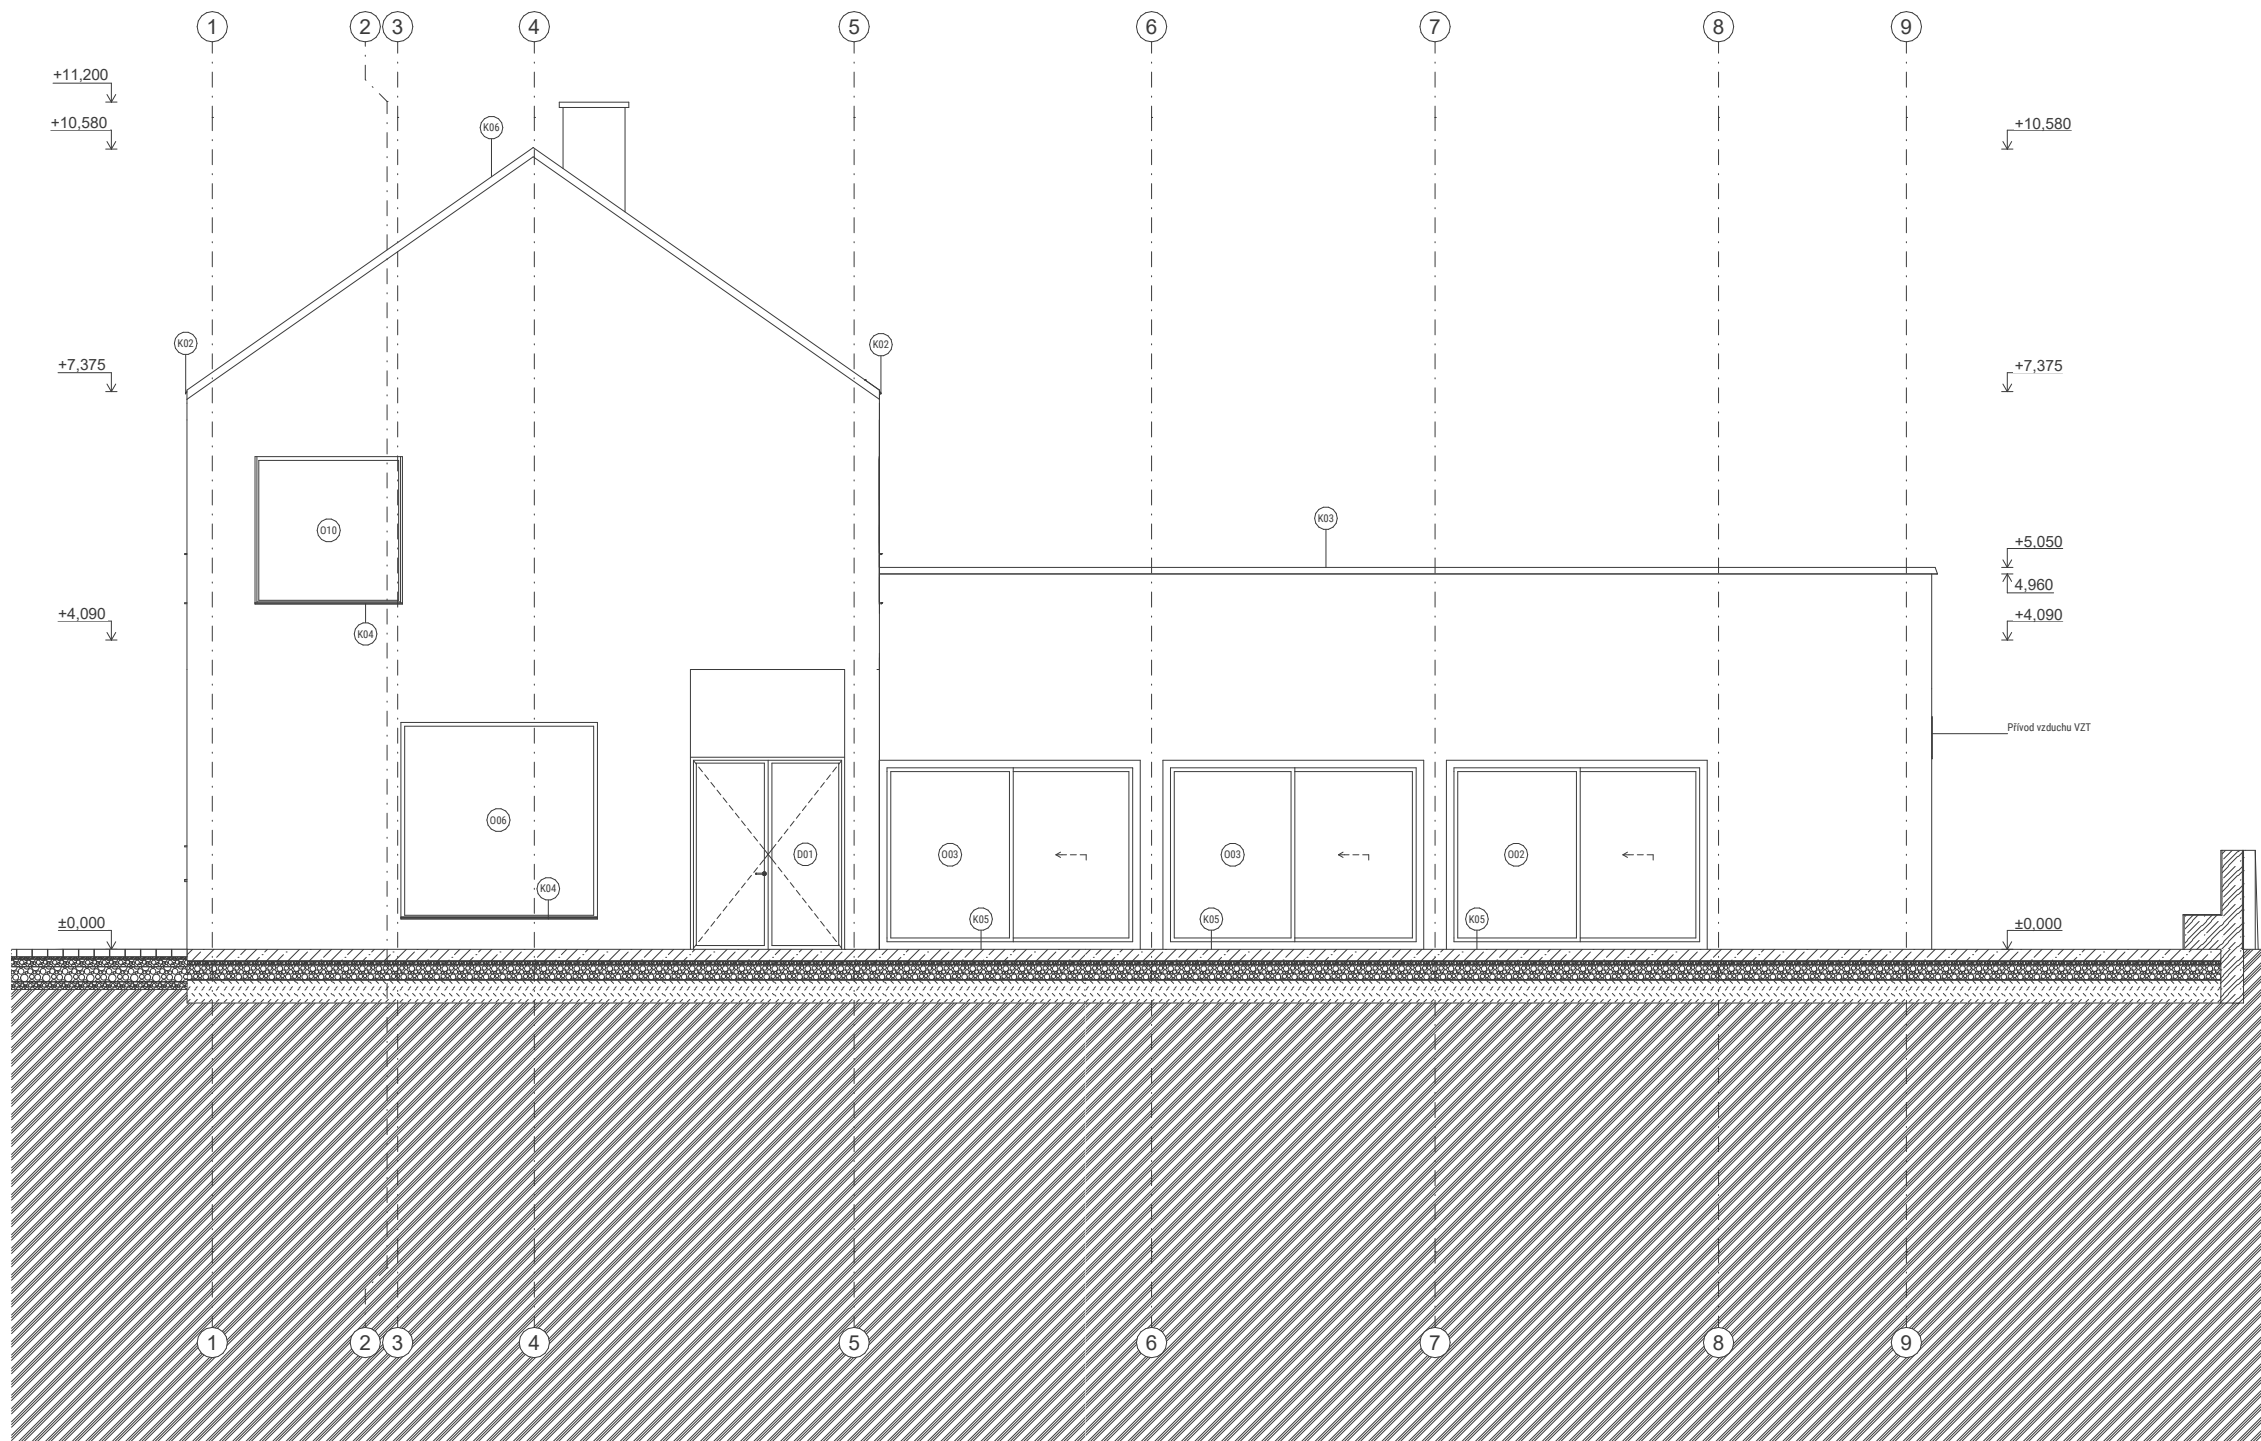 1 2 3 4 5 6 7 8 9
+11,200
+10,580 +10,580
K06
K02 K02
+7,375 +7,375
O10
K03
+5,050
4,960
+4,090 +4,090
K04
Přívod vzduchu VZT
O06
D01 O03 O03 O02
K04
K05 K05 K05
±0,000 ±0,000
1 2 3 4 5 6 7 8 9